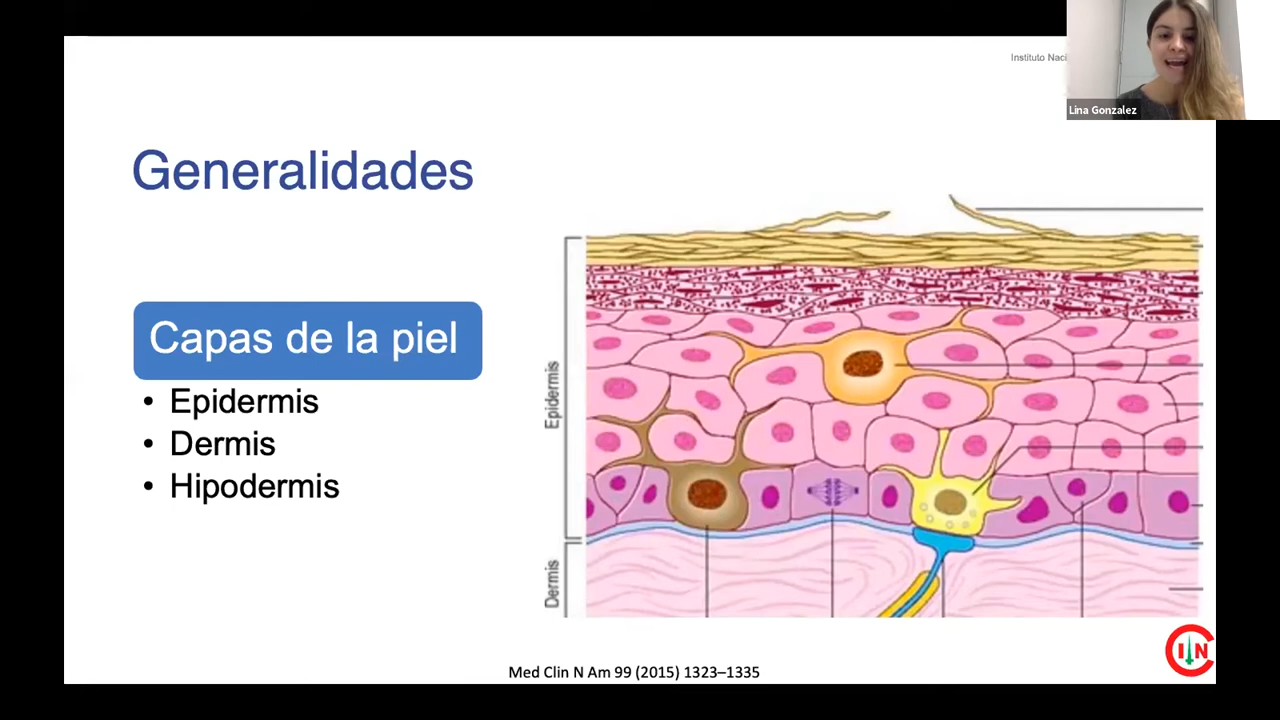 Instituto Naci
Lina Gonzalez
Generalidades
Capas de la piel
• Epidermis
• Dermis
• Hipodermis
Epidermis
Dermis
CIN
Med Clin N Am 99 (2015) 1323–1335